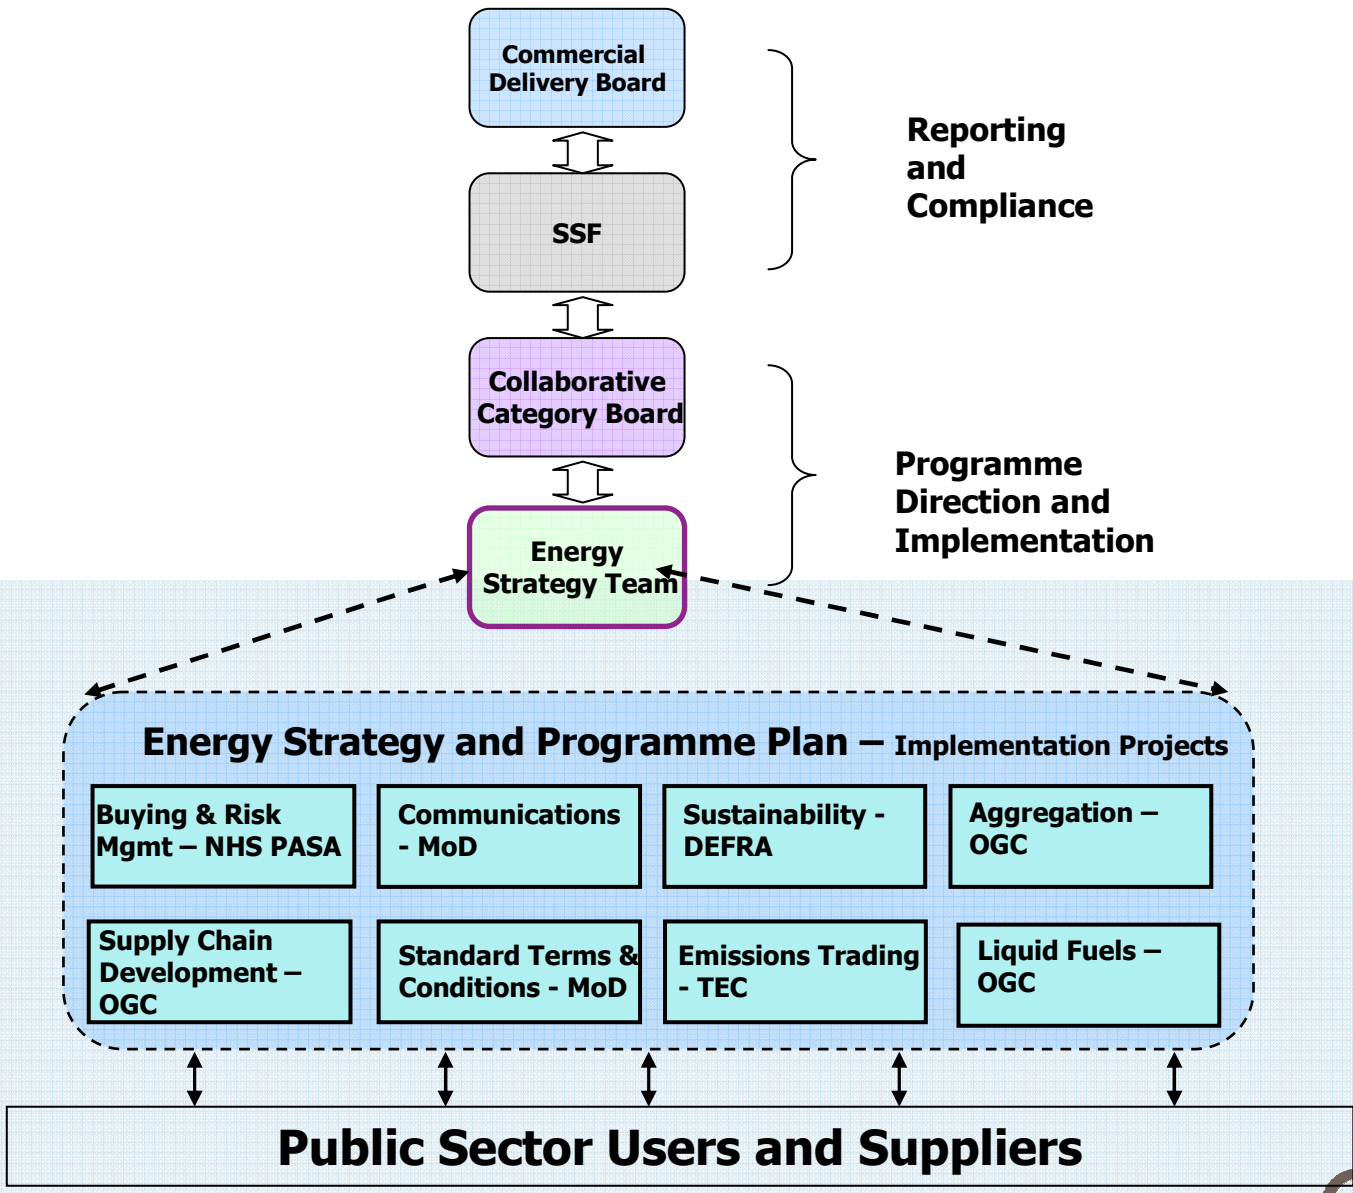 Commercial
Delivery Board
Reporting
and
Compliance
SSF
Collaborative
Category Board
Programme
Direction and
Implementation
Energy
Strategy Team
Energy Strategy and Programme Plan – Implementation Projects
Buying & Risk
Mgmt – NHS PASA
Communications
- MoD
Sustainability -
DEFRA
Aggregation –
OGC
Supply Chain
Development –
OGC
Standard Terms &
Conditions - MoD
Emissions Trading
- TEC
Liquid Fuels –
OGC
Public Sector Users and Suppliers